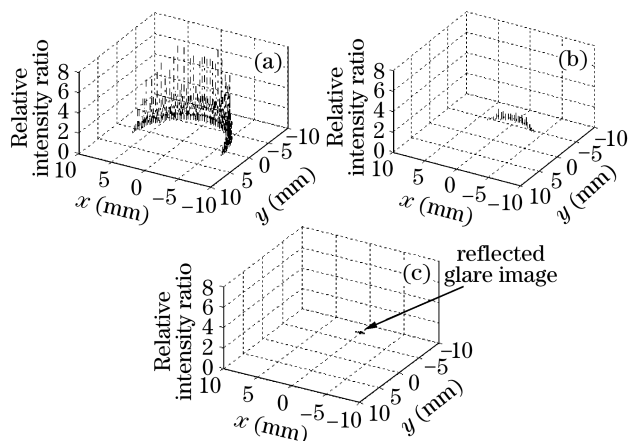 (a)
Relative
intensity ratio
8
6
4
2
0
10
5
0
−5
−10
x (mm)
10
5
0
−5
−10
y (mm)
(b)
Relative
intensity ratio
8
6
4
2
0
10
5
0
−5
−10
x (mm)
10
5
0
−5
−10
y (mm)
(c)
reflected
glare image
Relative
intensity ratio
8
6
4
2
0
10
5
0
−5
−10
x (mm)
10
5
0
−5
−10
y (mm)